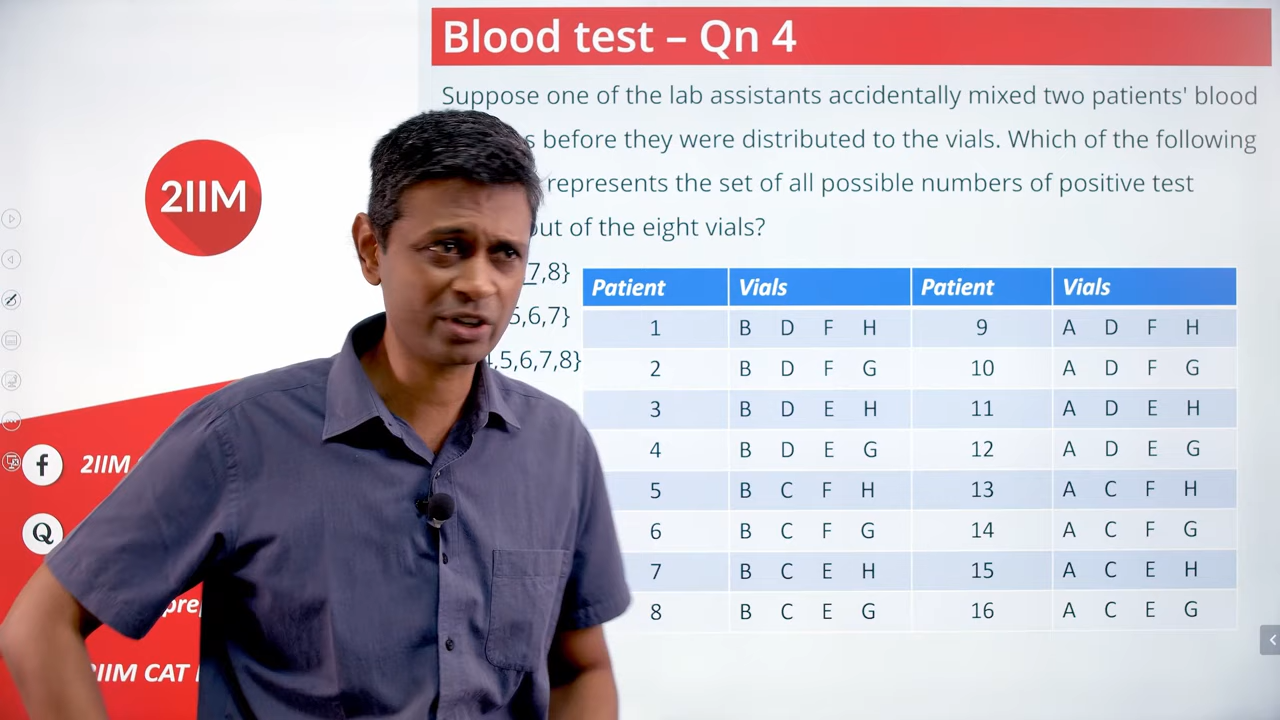 Blood test – Qn 4
Suppose one of the lab assistants accidentally mixed two patients' blood
before they were distributed to the vials. Which of the following
represents the set of all possible numbers of positive test
out of the eight vials?
7,8}
5,6,7}
4,5,6,7,8}
2IIM
Patient Vials Patient Vials
1 B D F H 9 A D F H
2 B D F G 10 A D F G
3 B D E H 11 A D E H
4 B D E G 12 A D E G
5 B C F H 13 A C F H
6 B C F G 14 A C F G
7 B C E H 15 A C E H
8 B C E G 16 A C E G
f 2IIM
Q
2IIM CAT